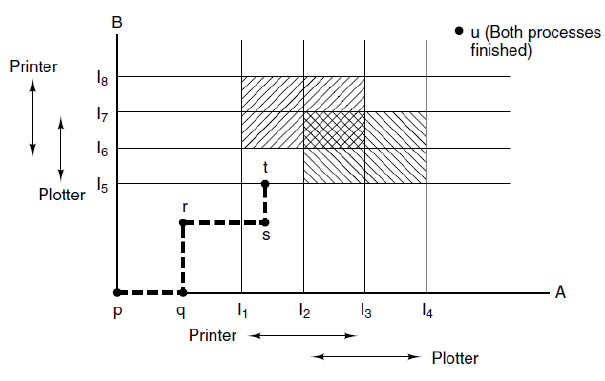 B
u (Both processes
finished)
Printer
I8
I7
I6
Plotter
I5
t
r
s
A
p
q
I1
I2
I3
I4
Printer
Plotter